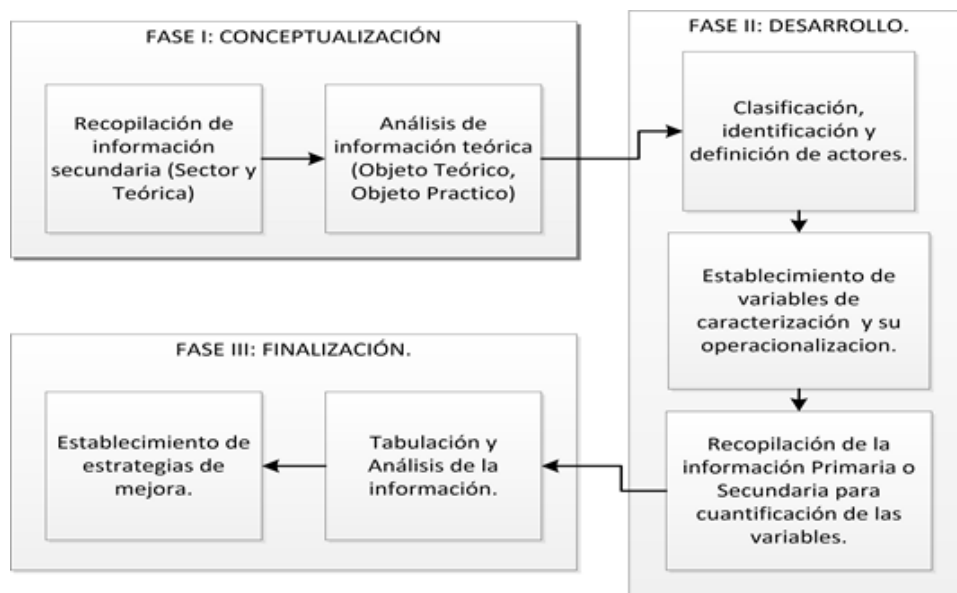 FASE I: CONCEPTUALIZACIÓN
Recopilación de
información
secundaria (Sector y
Teórica)
Análisis de
información teórica
(Objeto Teórico,
Objeto Practico)
FASE II: DESARROLLO.
Clasificación,
identificación y
definición de actores.
Establecimiento de
variables de
caracterización y su
operacionalizacion.
Recopilación de la
información Primaria o
Secundaria para
cuantificación de las
variables.
FASE III: FINALIZACIÓN.
Tabulación y
Análisis de la
información.
Establecimiento de
estrategias de
mejora.